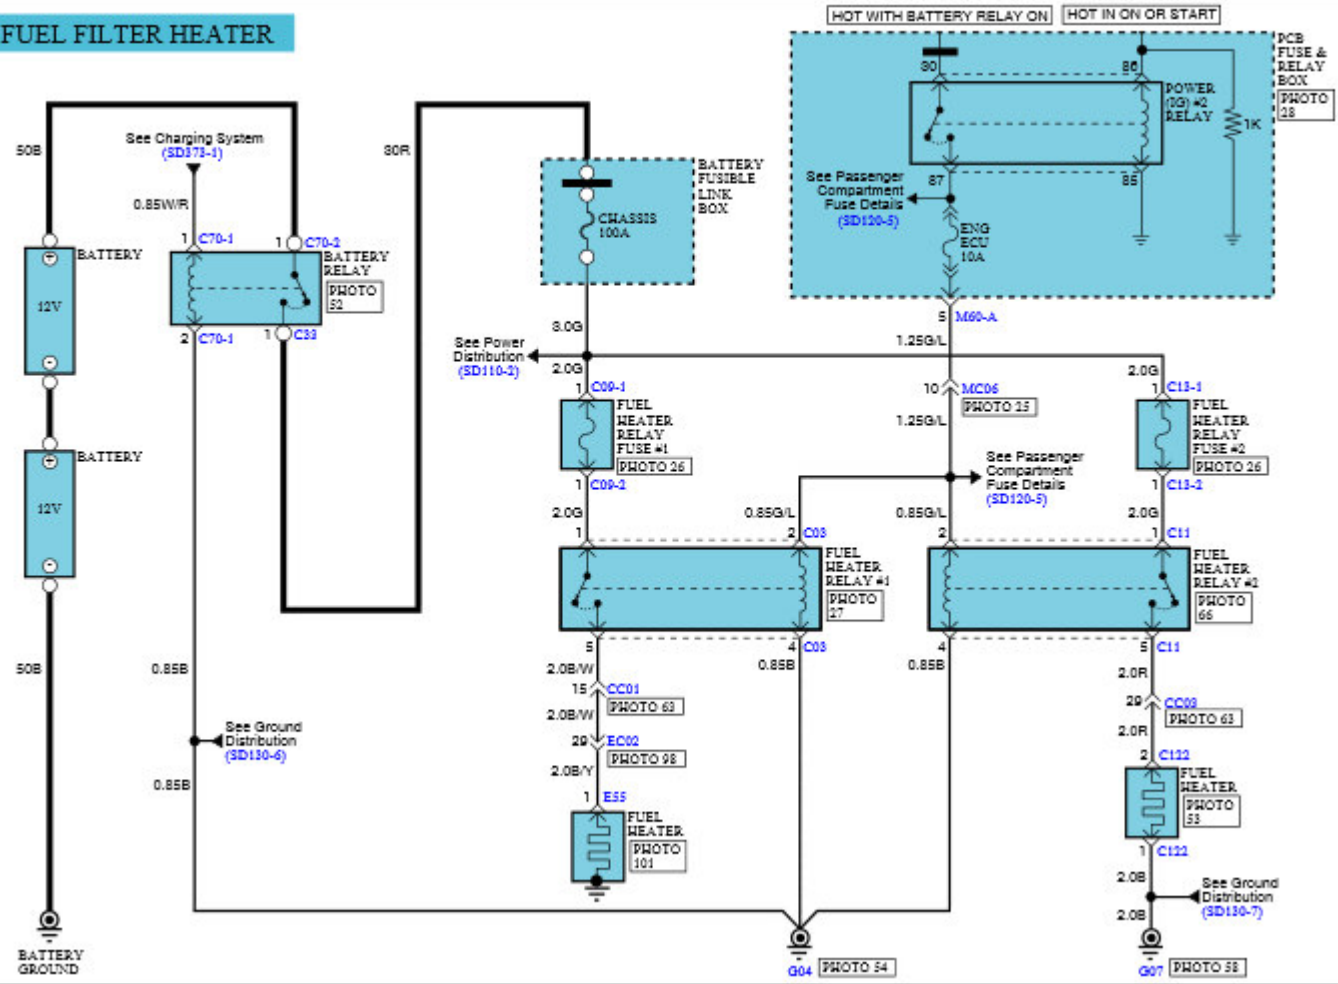 FUEL FILTER HEATER
HOT WITH BATTERY RELAY ON
HOT IN ON OR START
PCB
FUSE &
RELAY
BOX
PHOTO
28
30
86
POWER
(IG) #2
RELAY
1K
87
85
See Passenger
Compartment
Fuse Details
(SD120-5)
ENG
ECU
10A
5
M60-A
1.25G/L
10
MC06
PHOTO 25
1.25G/L
See Passenger
Compartment
Fuse Details
(SD120-5)
50B
See Charging System
(SD373-1)
0.85W/R
1
C70-1
1
C70-2
BATTERY
RELAY
PHOTO
52
2
C70-1
1
C33
BATTERY
12V
BATTERY
12V
50B
BATTERY
GROUND
0.85B
See Ground
Distribution
(SD130-6)
0.85B
30R
BATTERY
FUSIBLE
LINK
BOX
CHASSIS
100A
3.0G
See Power
Distribution
(SD110-2)
2.0G
1
C09-1
FUEL
HEATER
RELAY
FUSE #1
PHOTO 26
1
C09-2
2.0G
1
0.85G/L
2
C03
FUEL
HEATER
RELAY #1
PHOTO
27
5
4
C03
2.0B/W
0.85B
15
CC01
PHOTO 63
2.0B/W
29
EC02
PHOTO 98
2.0B/Y
1
E55
FUEL
HEATER
PHOTO
101
2.0G
1
C13-1
FUEL
HEATER
RELAY
FUSE #2
PHOTO 26
1
C13-2
0.85G/L
2.0G
2
1
C11
FUEL
HEATER
RELAY #2
PHOTO
66
4
5
C11
0.85B
2.0R
29
CC03
PHOTO 63
2.0R
2
C122
FUEL
HEATER
PHOTO
53
1
C122
2.0B
See Ground
Distribution
(SD130-7)
2.0B
G04
PHOTO 54
G07
PHOTO 58